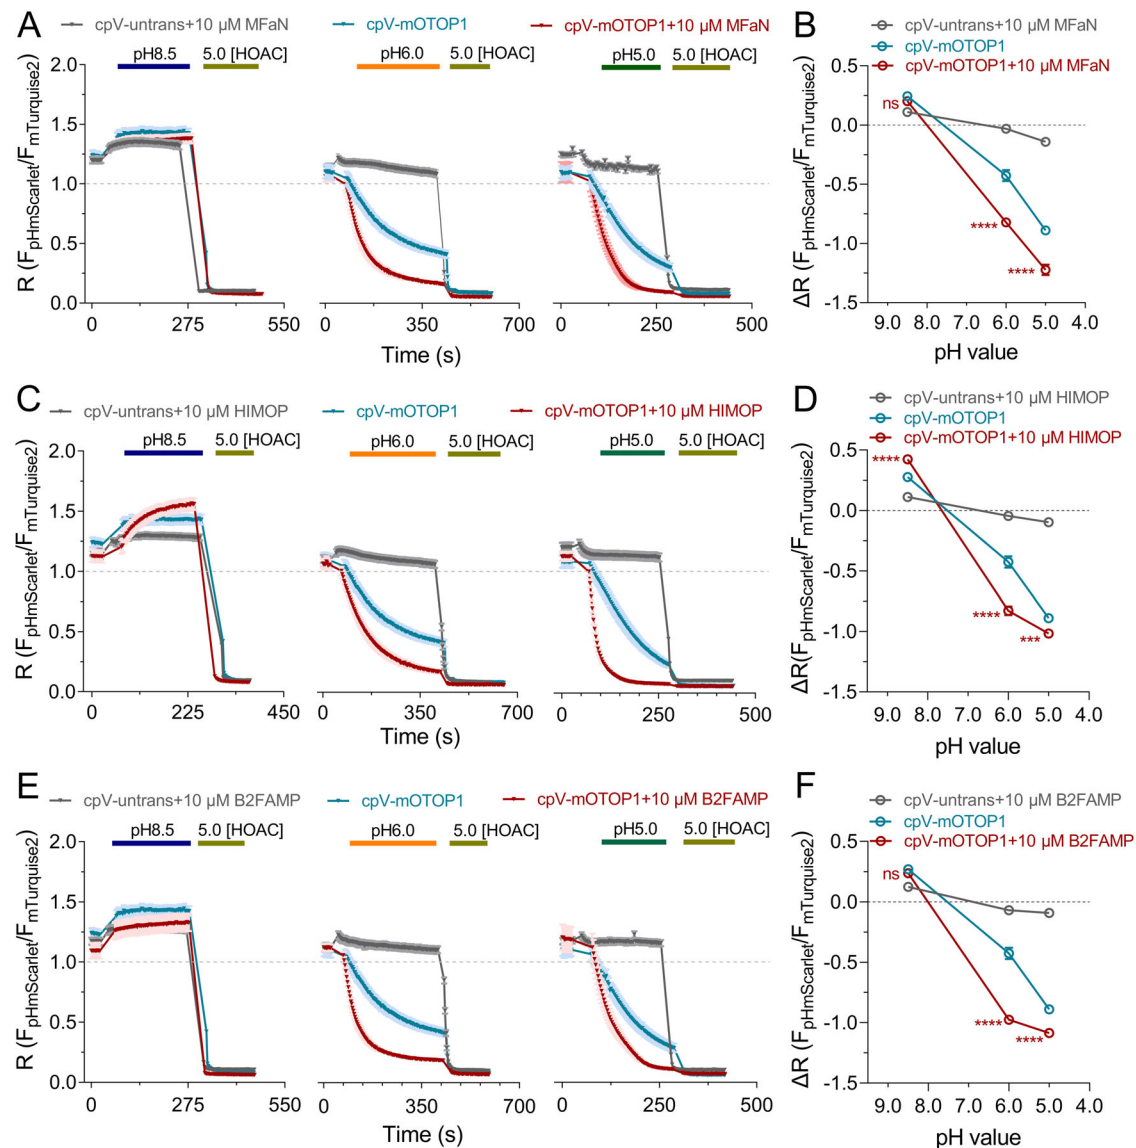 A
cpV-untrans+10 µM MFaN
cpV-mOTOP1
cpV-mOTOP1+10 µM MFaN
pH8.5
5.0 [HOAC]
pH6.0
5.0 [HOAC]
pH5.0
5.0 [HOAC]
R (FpHmScarlet/FmTurquise2)
2.0
1.5
1.0
0.5
0.0
0 275 550
0 350 700
0 250 500
Time (s)
B
cpV-untrans+10 µM MFaN
cpV-mOTOP1
cpV-mOTOP1+10 µM MFaN
ΔR (FpHmScarlet/FmTurquise2)
0.5
0.0
-0.5
-1.0
-1.5
ns
****
****
9.0 8.0 7.0 6.0 5.0 4.0
pH value
C
cpV-untrans+10 µM HIMOP
cpV-mOTOP1
cpV-mOTOP1+10 µM HIMOP
pH8.5
5.0 [HOAC]
pH6.0
5.0 [HOAC]
pH5.0
5.0 [HOAC]
R (FpHmScarlet/FmTurquise2)
2.0
1.5
1.0
0.5
0.0
0 225 450
0 350 700
0 250 500
Time (s)
D
cpV-untrans+10 µM HIMOP
cpV-mOTOP1
cpV-mOTOP1+10 µM HIMOP
ΔR(FpHmScarlet/FmTurquise2)
0.5
0.0
-0.5
-1.0
-1.5
****
****
***
9.0 8.0 7.0 6.0 5.0 4.0
pH value
E
cpV-untrans+10 µM B2FAMP
cpV-mOTOP1
cpV-mOTOP1+10 µM B2FAMP
pH8.5
5.0 [HOAC]
pH6.0
5.0 [HOAC]
pH5.0
5.0 [HOAC]
R (FpHmScarlet/FmTurquise2)
2.0
1.5
1.0
0.5
0.0
0 275 550
0 350 700
0 250 500
Time (s)
F
cpV-untrans+10 µM B2FAMP
cpV-mOTOP1
cpV-mOTOP1+10 µM B2FAMP
ΔR (FpHmScarlet/FmTurquise2)
0.5
0.0
-0.5
-1.0
-1.5
ns
****
****
9.0 8.0 7.0 6.0 5.0 4.0
pH value